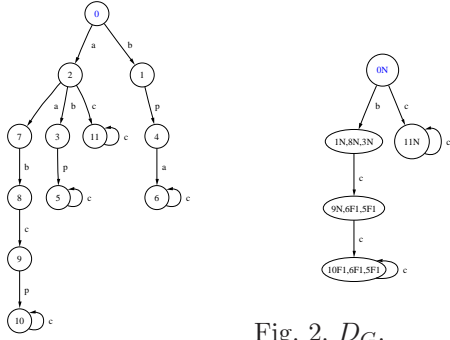 0
a b
2 1
a b c p
7 3 11 c 4
b p a
8 5 c 6 c
c
9
p
10 c
0N
b c
1N,8N,3N 11N c
c
9N,6F1,5F1
c
10F1,6F1,5F1 c
Fig. 2. D_G.